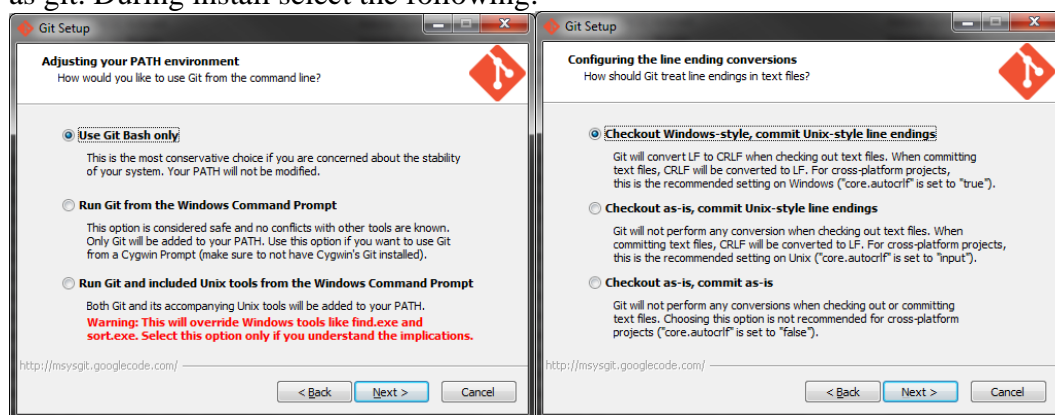 as git. During install select the following:
Git Setup
Adjusting your PATH environment
How would you like to use Git from the command line?
Use Git Bash only
This is the most conservative choice if you are concerned about the stability
of your system. Your PATH will not be modified.
Run Git from the Windows Command Prompt
This option is considered safe and no conflicts with other tools are known.
Only Git will be added to your PATH. Use this option if you want to use Git
from a Cygwin Prompt (make sure to not have Cygwin's Git installed).
Run Git and included Unix tools from the Windows Command Prompt
Both Git and its accompanying Unix tools will be added to your PATH.
Warning: This will override Windows tools like find.exe and
sort.exe. Select this option only if you understand the implications.
http://msysgit.googlecode.com/
< Back
Next >
Cancel
Git Setup
Configuring the line ending conversions
How should Git treat line endings in text files?
Checkout Windows-style, commit Unix-style line endings
Git will convert LF to CRLF when checking out text files. When committing
text files, CRLF will be converted to LF. For cross-platform projects,
this is the recommended setting on Windows ("core.autocrlf" is set to "true").
Checkout as-is, commit Unix-style line endings
Git will not perform any conversion when checking out text files. When
committing text files, CRLF will be converted to LF. For cross-platform projects,
this is the recommended setting on Unix ("core.autocrlf" is set to "input").
Checkout as-is, commit as-is
Git will not perform any conversions when checking out or committing
text files. Choosing this option is not recommended for cross-platform
projects ("core.autocrlf" is set to "false").
http://msysgit.googlecode.com/
< Back
Next >
Cancel